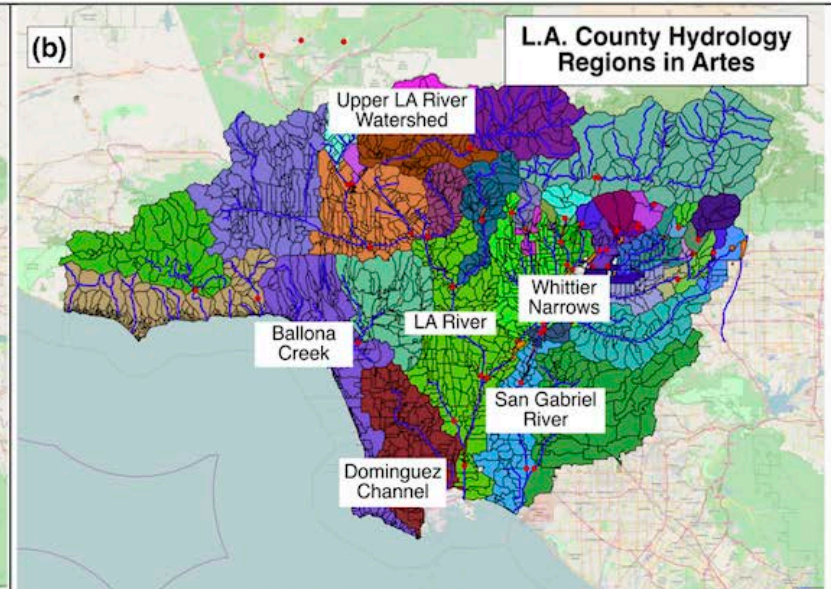 (b)
L.A. County Hydrology
Regions in Artes
Upper LA River
Watershed
Whittier
Narrows
LA River
Ballona
Creek
San Gabriel
River
Dominguez
Channel